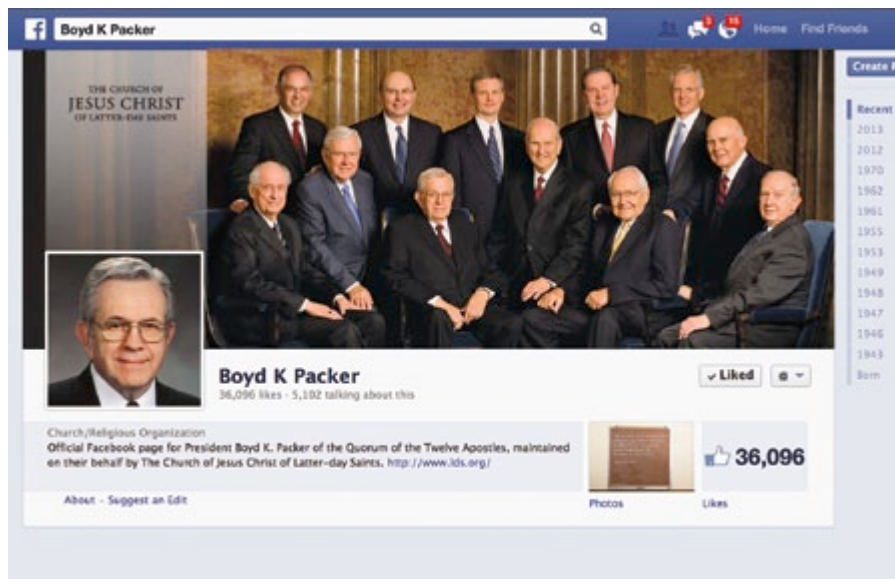 f
Boyd K Packer
3
15
Home
Find Friends
THE CHURCH OF
JESUS CHRIST
OF LATTER-DAY SAINTS
Create
Recent
2013
2012
1970
1962
1961
1955
1953
1949
1948
1947
1946
1943
Born
Boyd K Packer
36,096 likes · 5,102 talking about this
Liked
Church/Religious Organization
Official Facebook page for President Boyd K. Packer of the Quorum of the Twelve Apostles, maintained
on their behalf by The Church of Jesus Christ of Latter-day Saints. http://www.lds.org/
36,096
About - Suggest an Edit
Photos
Likes